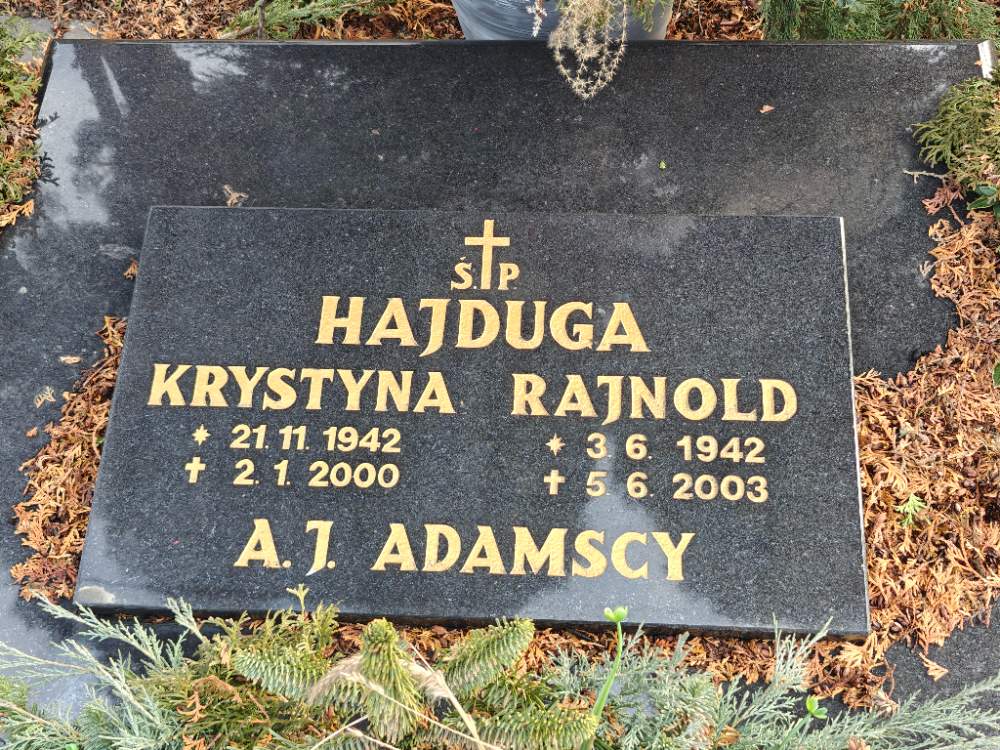 Ś.†P
HAJDUGA
KRYSTYNA RAJNOLD
* 21. 11. 1942 * 3. 6. 1942
† 2. 1. 2000 † 5. 6. 2003
A. J. ADAMSCY